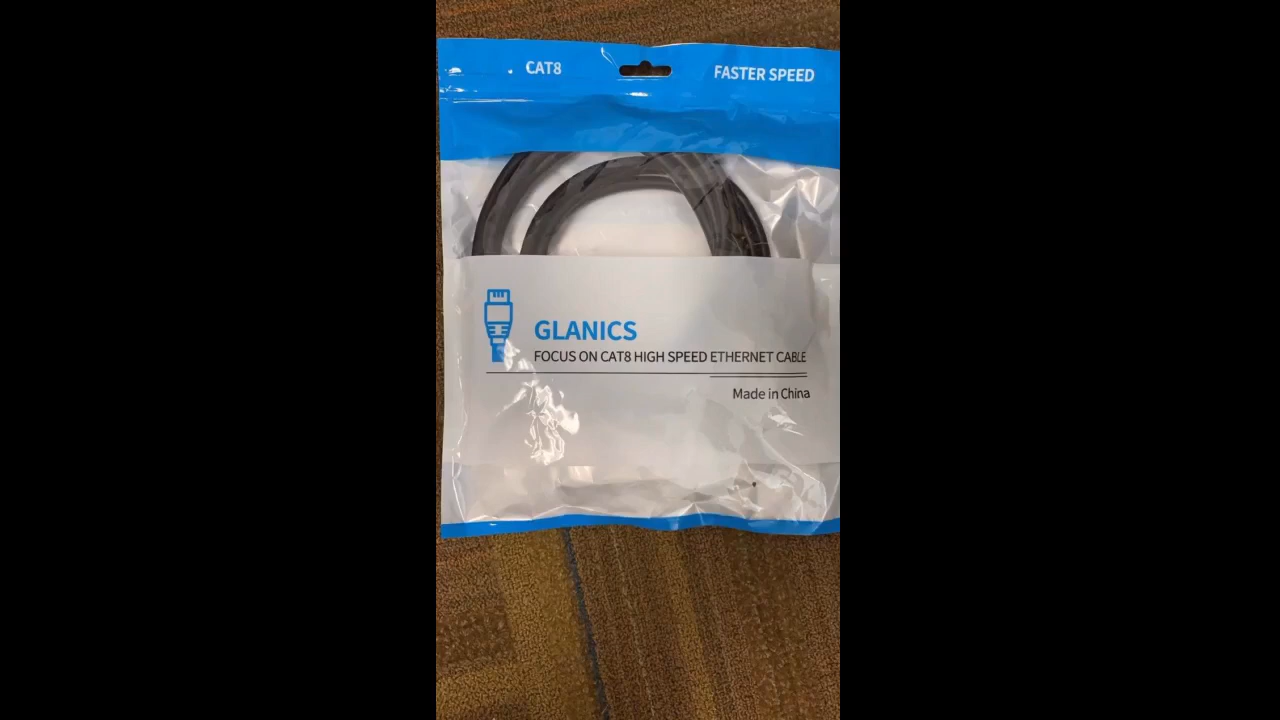 CAT8
FASTER SPEED
GLANICS
FOCUS ON CAT8 HIGH SPEED ETHERNET CABLE
Made in China